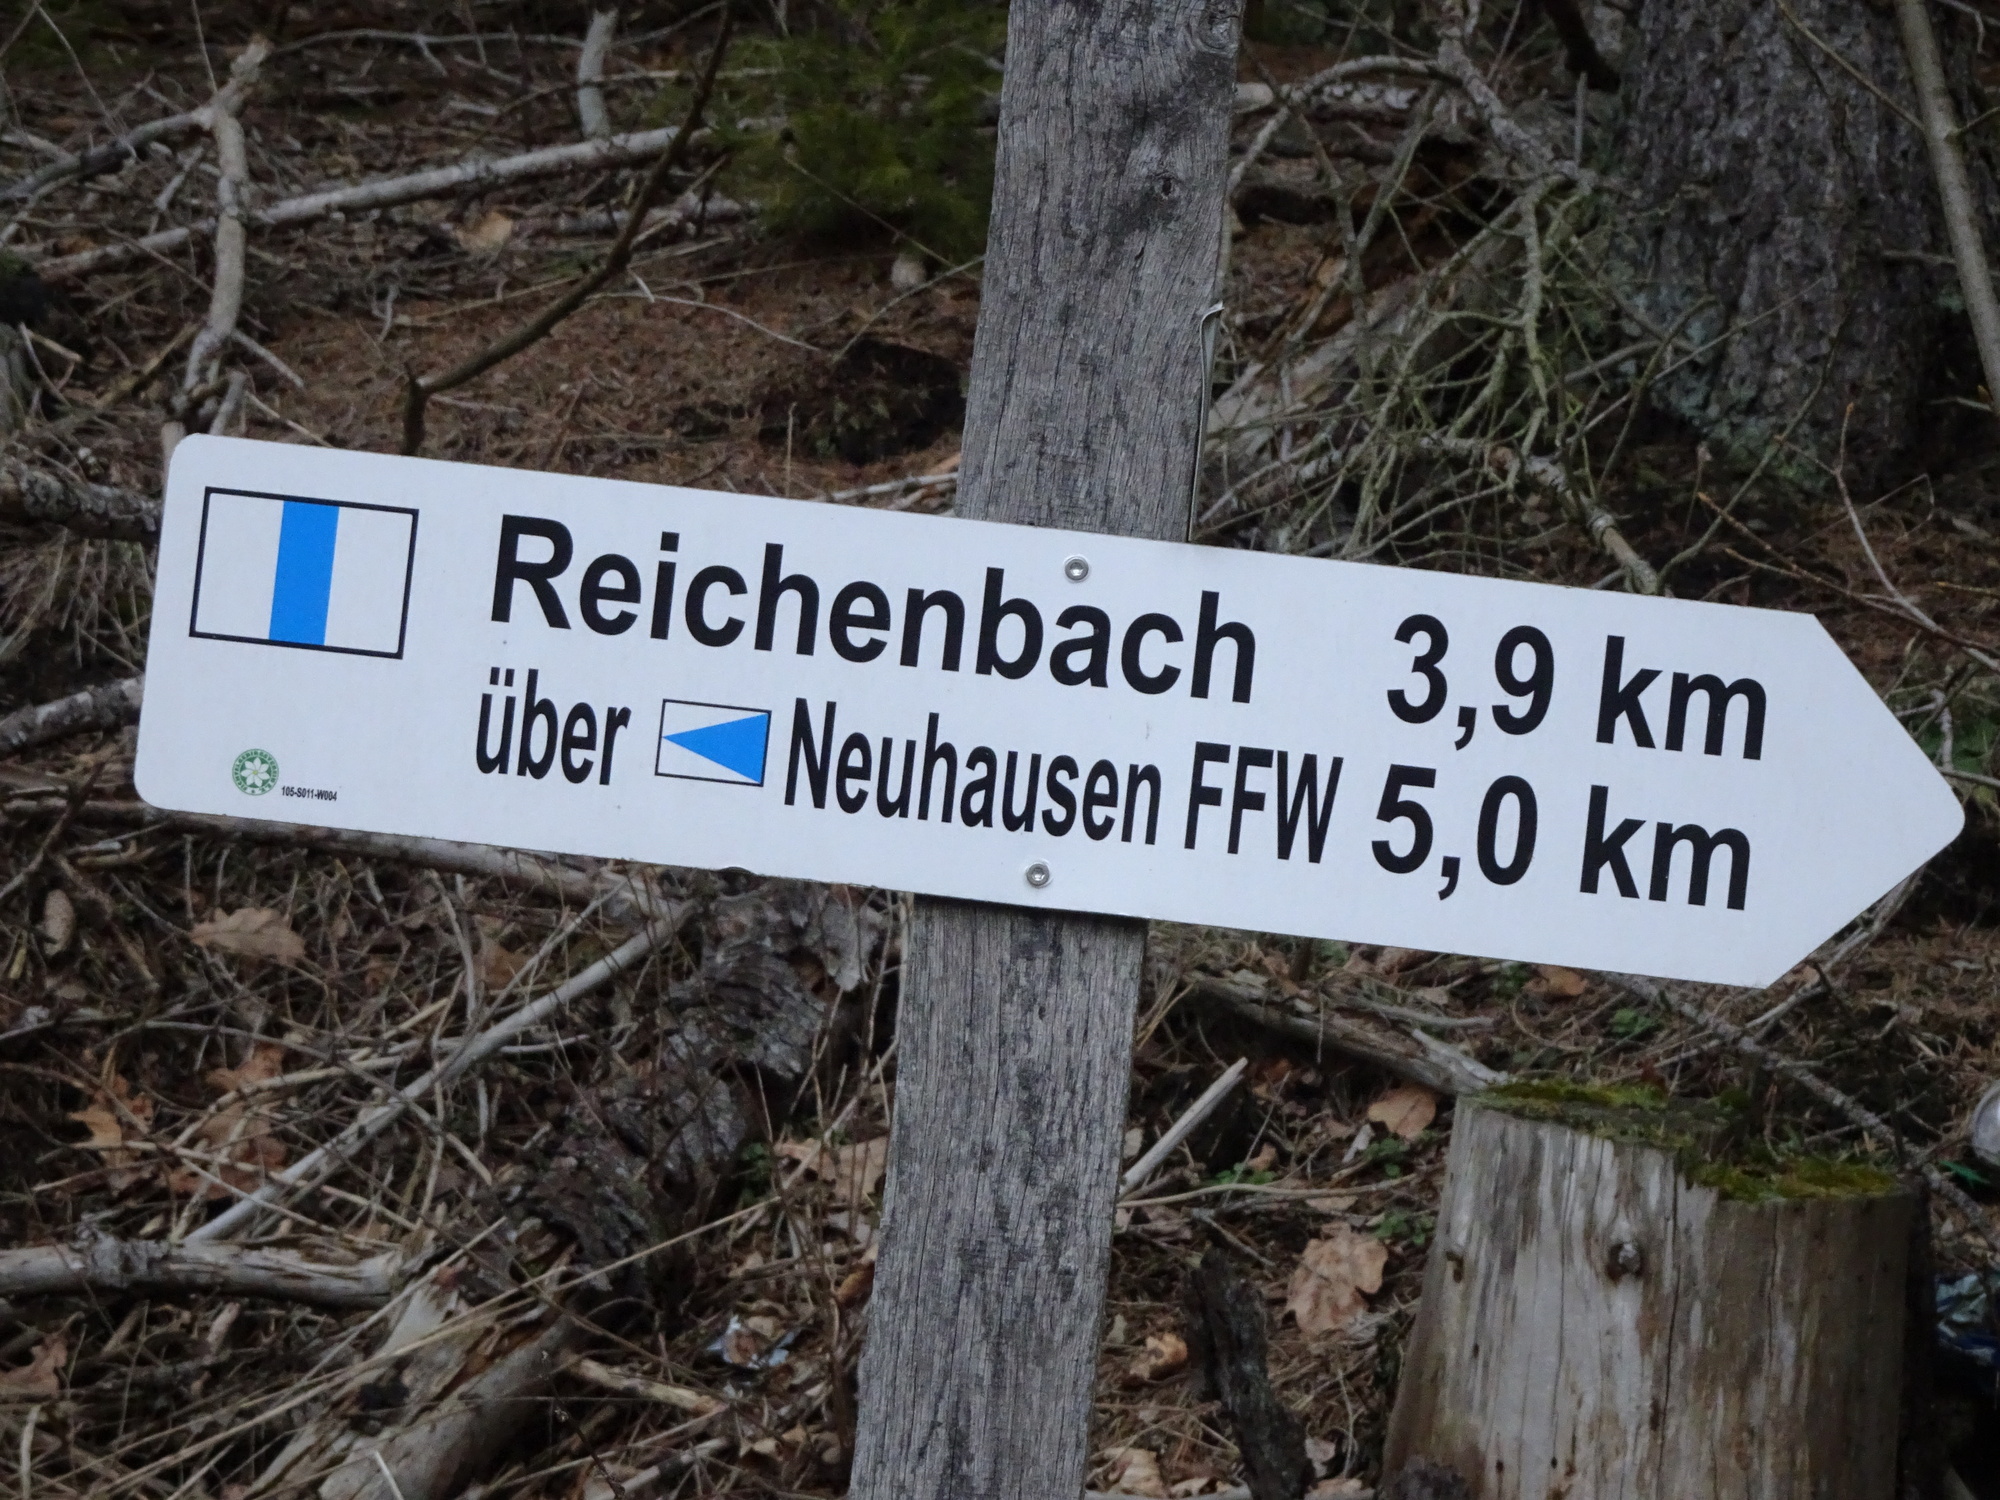 Reichenbach 3,9 km
über Neuhausen FFW 5,0 km
105-S011-W004